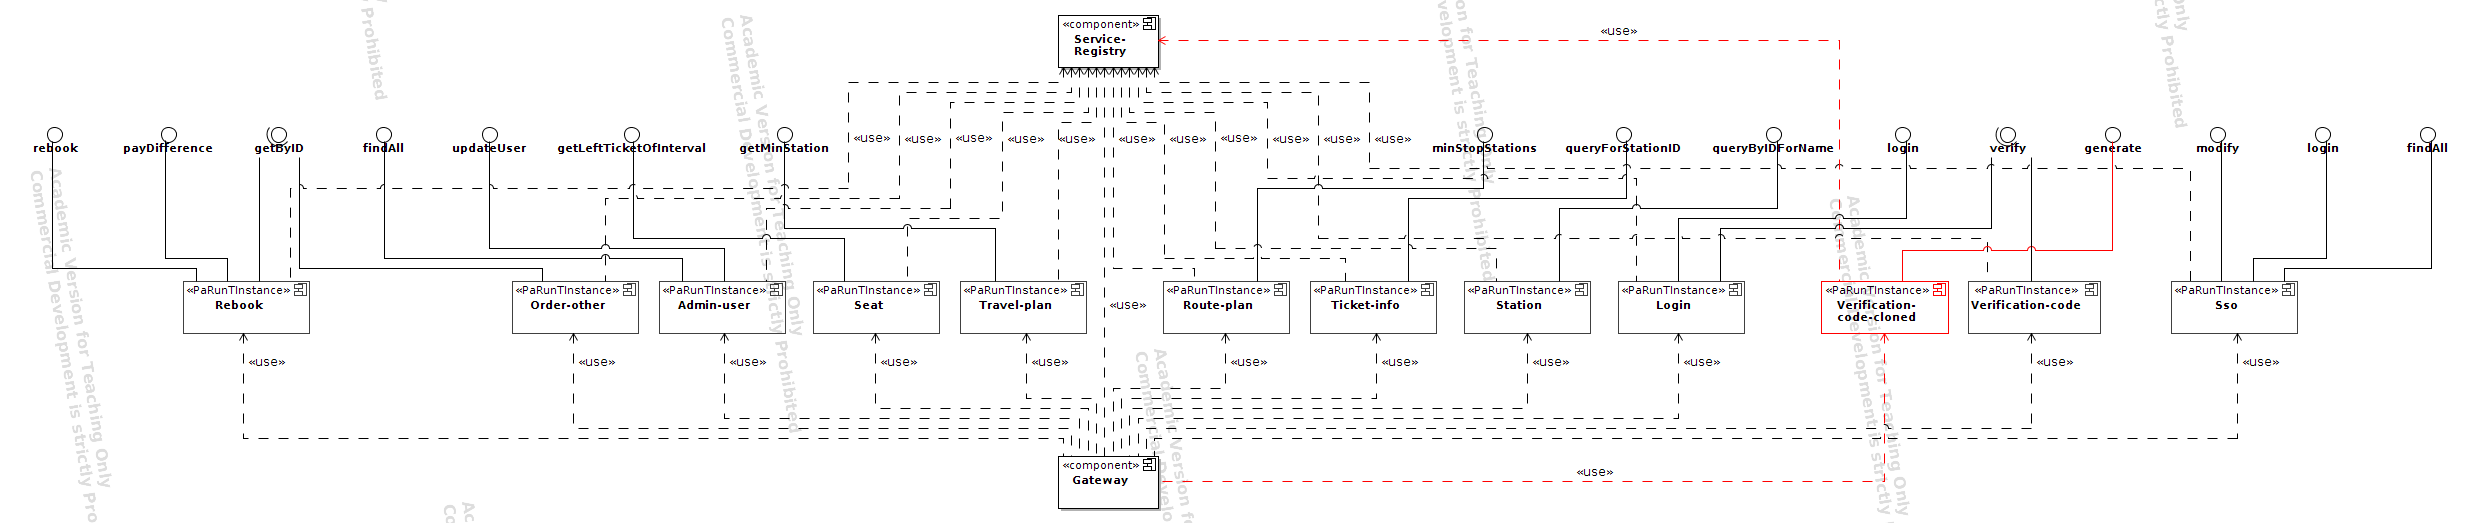 «component»
Service-
Registry
«use»
«use» «use» «use» «use» «use» «use» «use» «use» «use» «use» «use»
rebook payDifference getByID findAll updateUser getLeftTicketOfInterval getMinStation minStopStations queryForStationID queryByIDForName login verify generate modify login findAll
«PaRunTInstance»
Rebook
«PaRunTInstance»
Order-other
«PaRunTInstance»
Admin-user
«PaRunTInstance»
Seat
«PaRunTInstance»
Travel-plan
«use»
«PaRunTInstance»
Route-plan
«PaRunTInstance»
Ticket-info
«PaRunTInstance»
Station
«PaRunTInstance»
Login
«PaRunTInstance»
Verification-
code-cloned
«PaRunTInstance»
Verification-code
«PaRunTInstance»
Sso
«use» «use» «use» «use» «use» «use» «use» «use» «use» «use» «use»
«component»
Gateway
«use»
Academic Version for Teaching Only
Commercial Development is strictly Prohibited